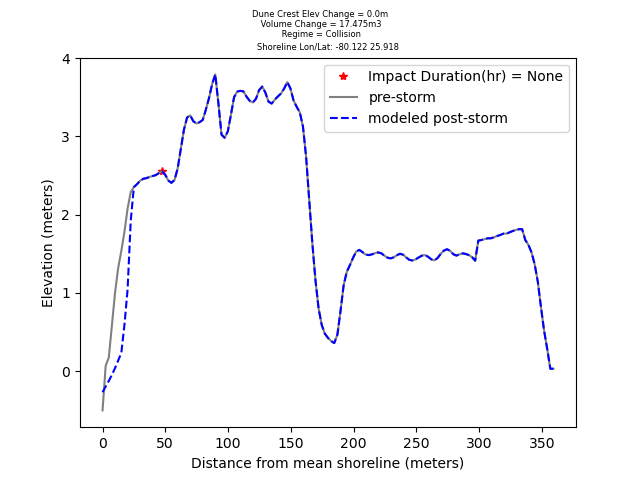 Dune Crest Elev Change = 0.0m
Volume Change = 17.475m3
Regime = Collision
Shoreline Lon/Lat: -80.122 25.918
Impact Duration(hr) = None
pre-storm
modeled post-storm
Elevation (meters)
4
3
2
1
0
0 50 100 150 200 250 300 350
Distance from mean shoreline (meters)